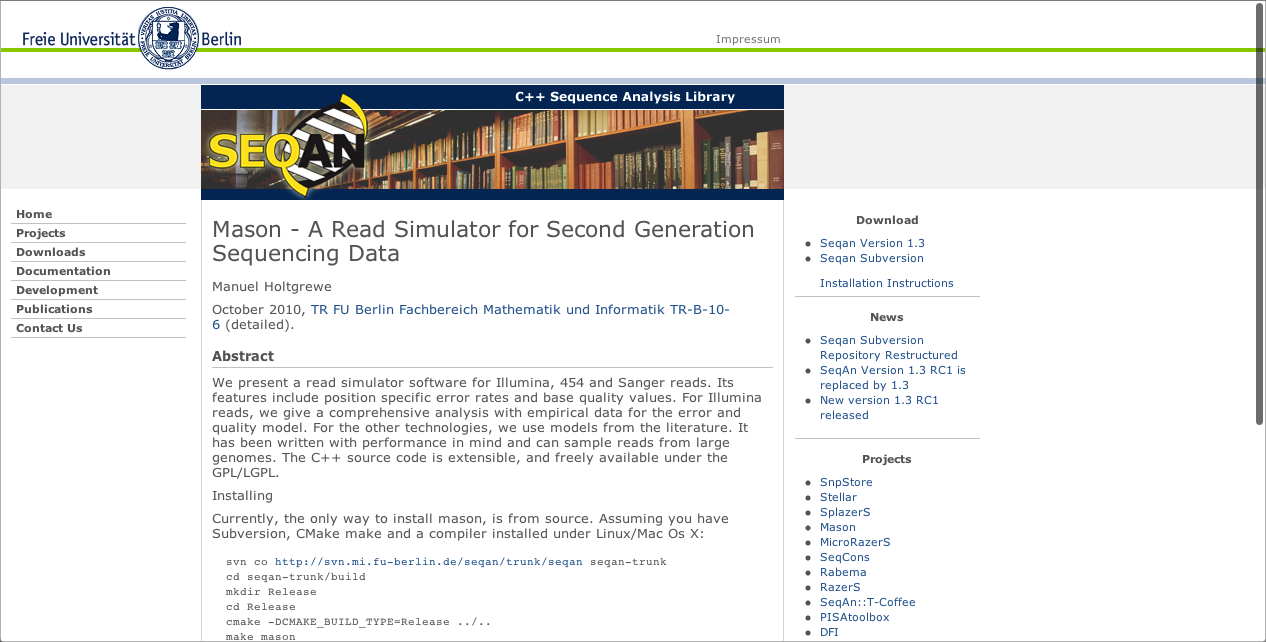 Freie Universität Berlin
Impressum
C++ Sequence Analysis Library
SEQAN
Home
Projects
Downloads
Documentation
Development
Publications
Contact Us
Mason - A Read Simulator for Second Generation
Sequencing Data
Manuel Holtgrewe
October 2010, TR FU Berlin Fachbereich Mathematik und Informatik TR-B-10-
6 (detailed).
Abstract
We present a read simulator software for Illumina, 454 and Sanger reads. Its
features include position specific error rates and base quality values. For Illumina
reads, we give a comprehensive analysis with empirical data for the error and
quality model. For the other technologies, we use models from the literature. It
has been written with performance in mind and can sample reads from large
genomes. The C++ source code is extensible, and freely available under the
GPL/LGPL.
Installing
Currently, the only way to install mason, is from source. Assuming you have
Subversion, CMake make and a compiler installed under Linux/Mac Os X:
svn co http://svn.mi.fu-berlin.de/seqan/trunk/seqan seqan-trunk
cd seqan-trunk/build
mkdir Release
cd Release
cmake -DCMAKE_BUILD_TYPE=Release ../..
make mason
Download
Seqan Version 1.3
Seqan Subversion
Installation Instructions
News
Seqan Subversion
Repository Restructured
SeqAn Version 1.3 RC1 is
replaced by 1.3
New version 1.3 RC1
released
Projects
SnpStore
Stellar
SplazerS
Mason
MicroRazerS
SeqCons
Rabema
RazerS
SeqAn::T-Coffee
PISAtoolbox
DFI